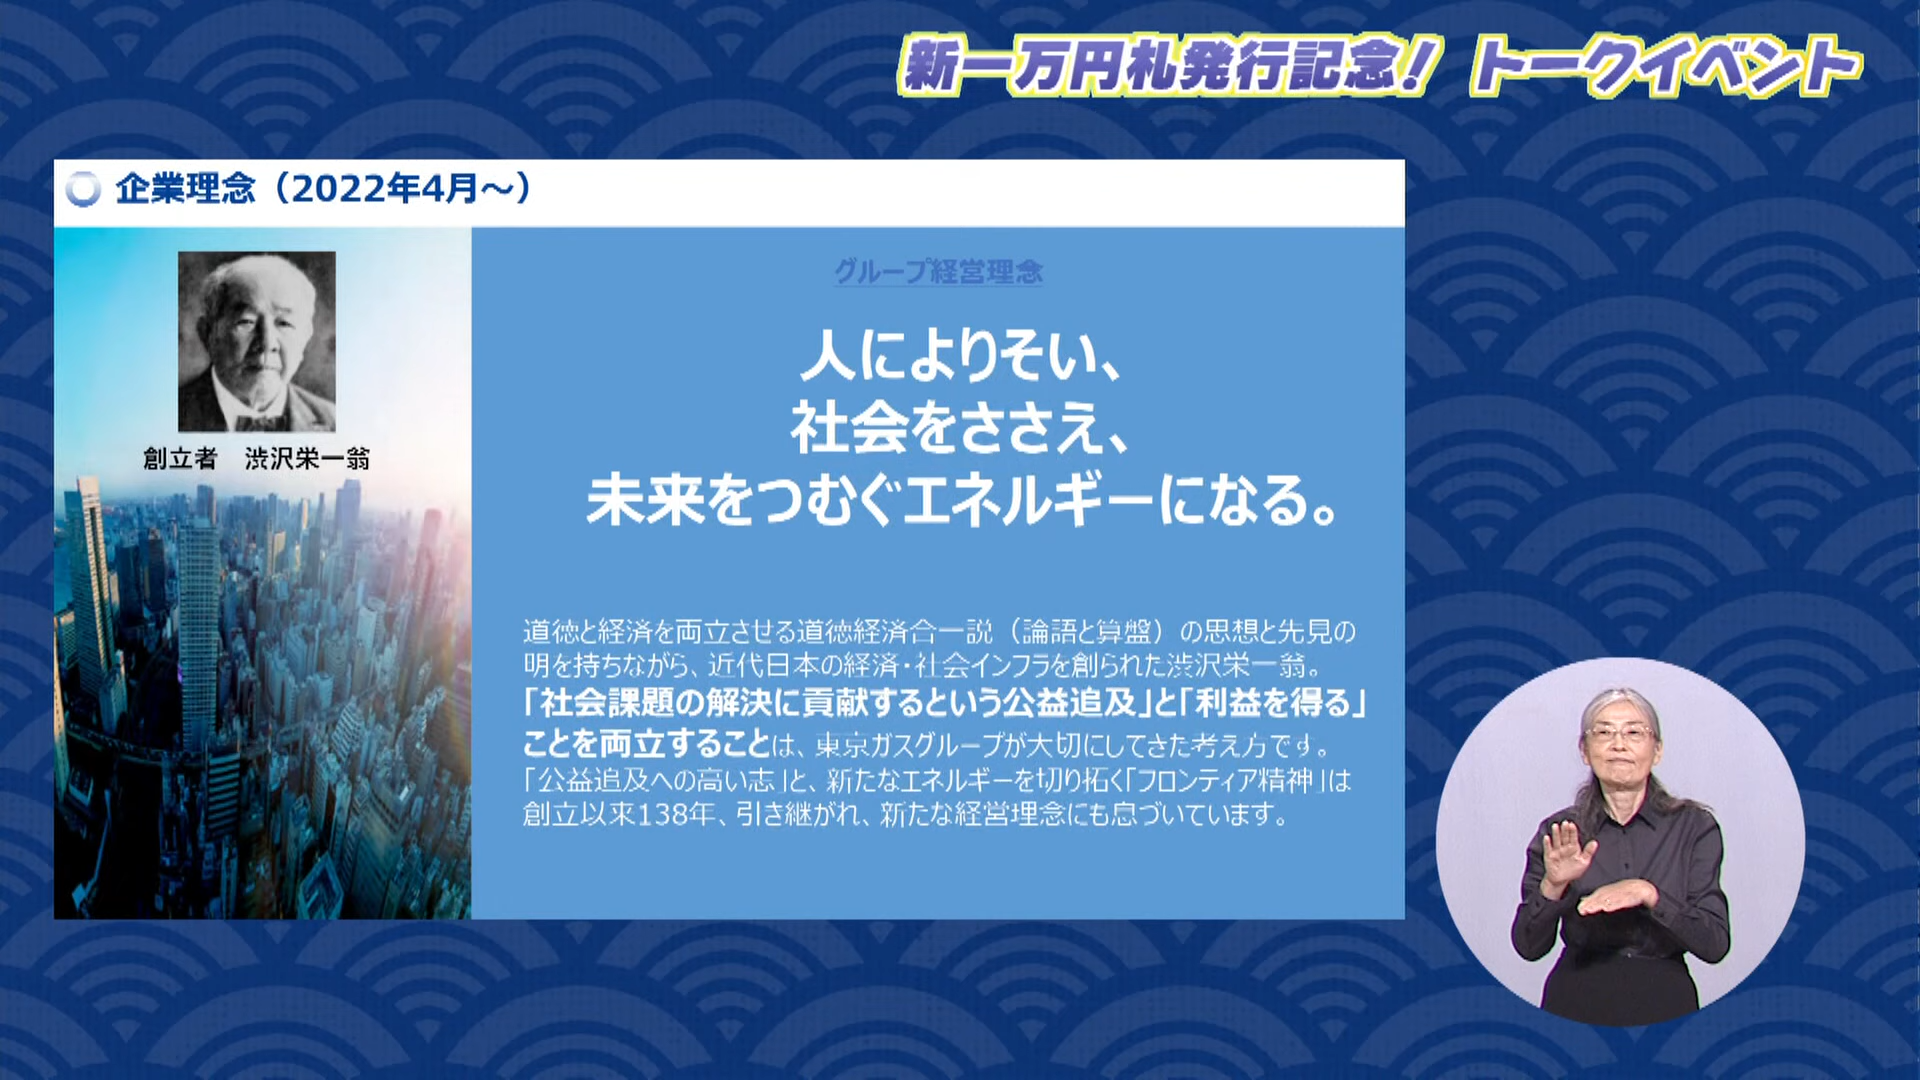 新一万円札発行記念！ トークイベント
企業理念（2022年4月～）
創立者 渋沢栄一翁
グループ経営理念
人によりそい、
社会をささえ、
未来をつむぐエネルギーになる。
道徳と経済を両立させる道徳経済合一説（論語と算盤）の思想と先見の
明を持ちながら、近代日本の経済・社会インフラを創られた渋沢栄一翁。
「社会課題の解決に貢献するという公益追及」と「利益を得る」
ことを両立することは、東京ガスグループが大切にしてきた考え方です。
「公益追及への高い志」と、新たなエネルギーを切り拓く「フロンティア精神」は
創立以来138年、引き継がれ、新たな経営理念にも息づいています。